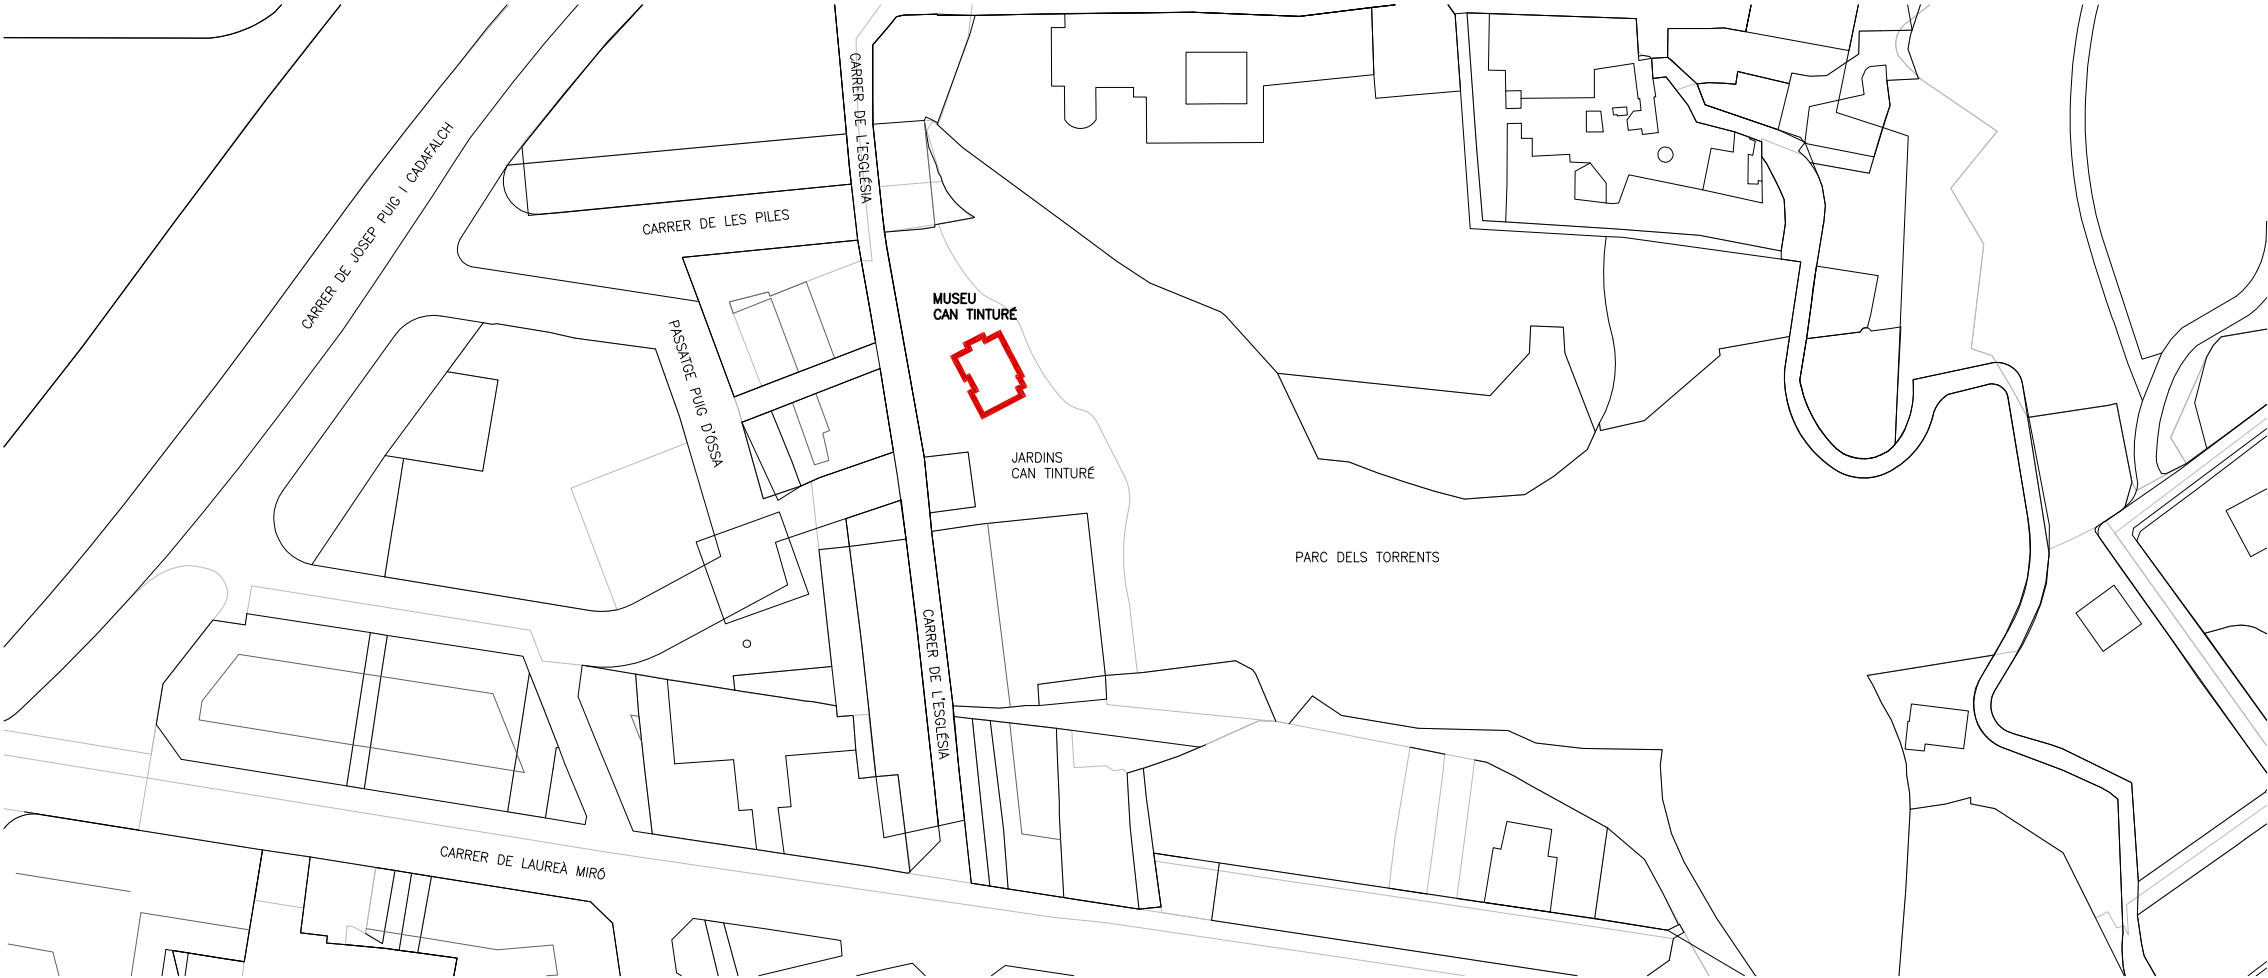 CARRER DE L'ESGLÉSIA
CARRER DE JOSEP PUIG I CADAFALCH
CARRER DE LES PILES
MUSEU
CAN TINTURÉ
PASSATGE PUIG D'ÓSSA
JARDINS
CAN TINTURÉ
PARC DELS TORRENTS
CARRER DE L'ESGLÉSIA
CARRER DE LAUREÀ MIRÓ